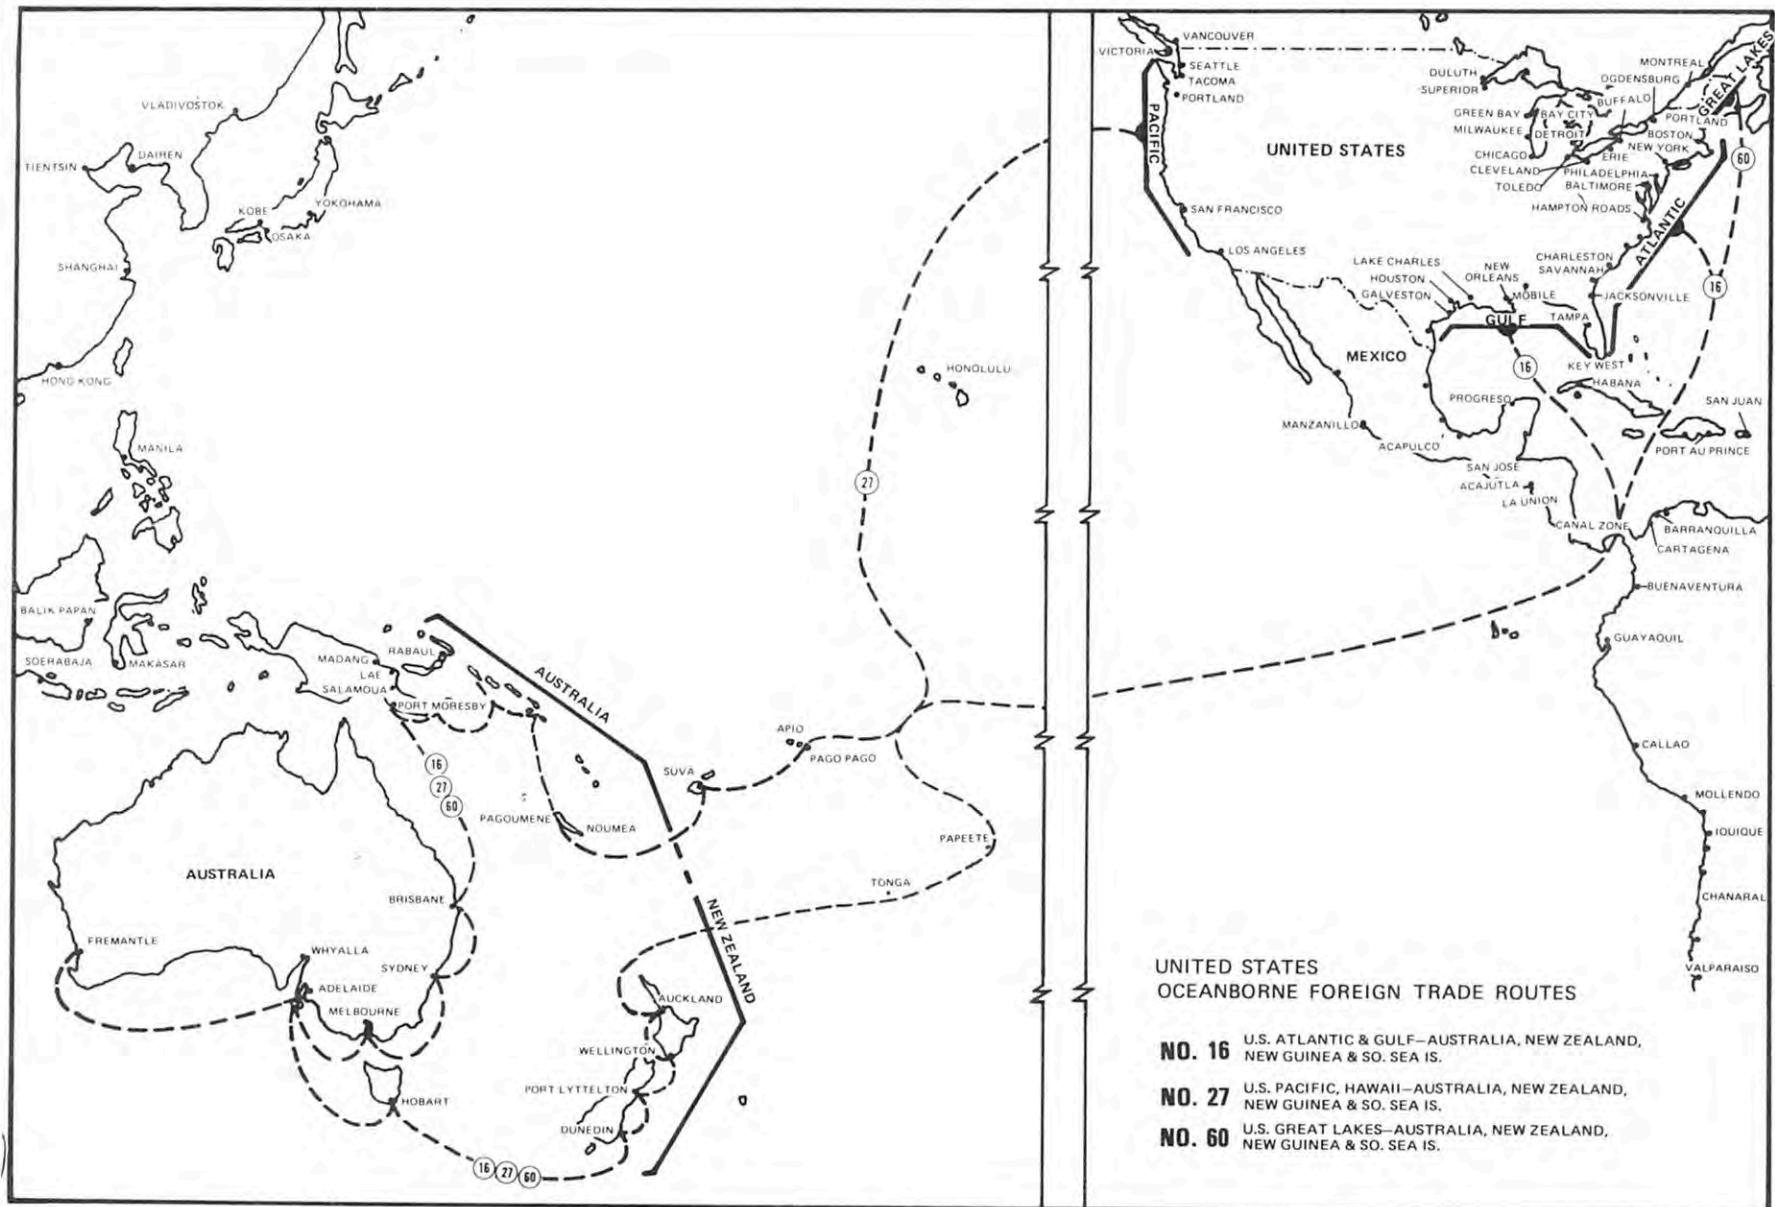 VLADIVOSTOK
TIENTSIN
DAIREN
KOBE
YOKOHAMA
OSAKA
SHANGHAI
HONG KONG
MANILA
BALIK PAPAN
SOERABAJA
MAKASAR
MADANG
LAE
SALAMOUA
RABAUL
PORT MORESBY
AUSTRALIA
16
27
60
PAGOUMENE
NOUMEA
SUVA
APIO
PAGO PAGO
HONOLULU
27
PAPEETE
TONGA
AUSTRALIA
BRISBANE
FREMANTLE
WHYALLA
ADELAIDE
SYDNEY
MELBOURNE
HOBART
NEW ZEALAND
AUCKLAND
WELLINGTON
PORT LYTTELTON
DUNEDIN
16 27 60
VANCOUVER
VICTORIA
SEATTLE
TACOMA
PORTLAND
PACIFIC
UNITED STATES
DULUTH
SUPERIOR
GREEN BAY
MILWAUKEE
CHICAGO
CLEVELAND
TOLEDO
BAY CITY
DETROIT
ERIE
BUFFALO
OGDENSBURG
MONTREAL
GREAT LAKES
PORTLAND
BOSTON
NEW YORK
PHILADELPHIA
BALTIMORE
HAMPTON ROADS
60
ATLANTIC
16
SAN FRANCISCO
LOS ANGELES
LAKE CHARLES
HOUSTON
GALVESTON
NEW
ORLEANS
MOBILE
CHARLESTON
SAVANNAH
JACKSONVILLE
TAMPA
GULF
16
KEY WEST
HABANA
MEXICO
PROGRESO
MANZANILLO
ACAPULCO
SAN JUAN
PORT AU PRINCE
SAN JOSE
ACAJUTLA
LA UNION
CANAL ZONE
BARRANQUILLA
CARTAGENA
BUENAVENTURA
GUAYAQUIL
CALLAO
MOLLENDO
IQUIQUE
CHANARAL
VALPARAISO
UNITED STATES
OCEANBORNE FOREIGN TRADE ROUTES
NO. 16 U.S. ATLANTIC & GULF—AUSTRALIA, NEW ZEALAND,
NEW GUINEA & SO. SEA IS.
NO. 27 U.S. PACIFIC, HAWAII—AUSTRALIA, NEW ZEALAND,
NEW GUINEA & SO. SEA IS.
NO. 60 U.S. GREAT LAKES—AUSTRALIA, NEW ZEALAND,
NEW GUINEA & SO. SEA IS.